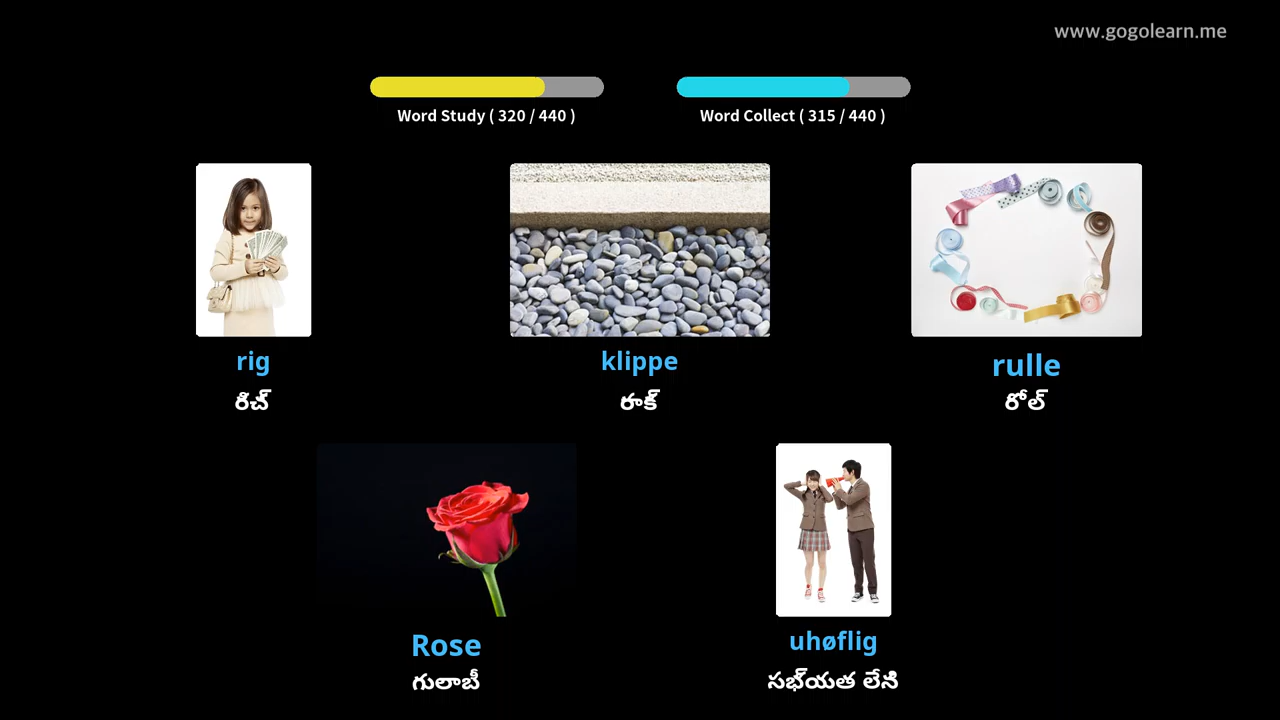 www.gogolearn.me
Word Study ( 320 / 440 )
Word Collect ( 315 / 440 )
rig
రిచ్
klippe
రాక్
rulle
రోల్
Rose
గులాబీ
uhøflig
సభ్యత లేని